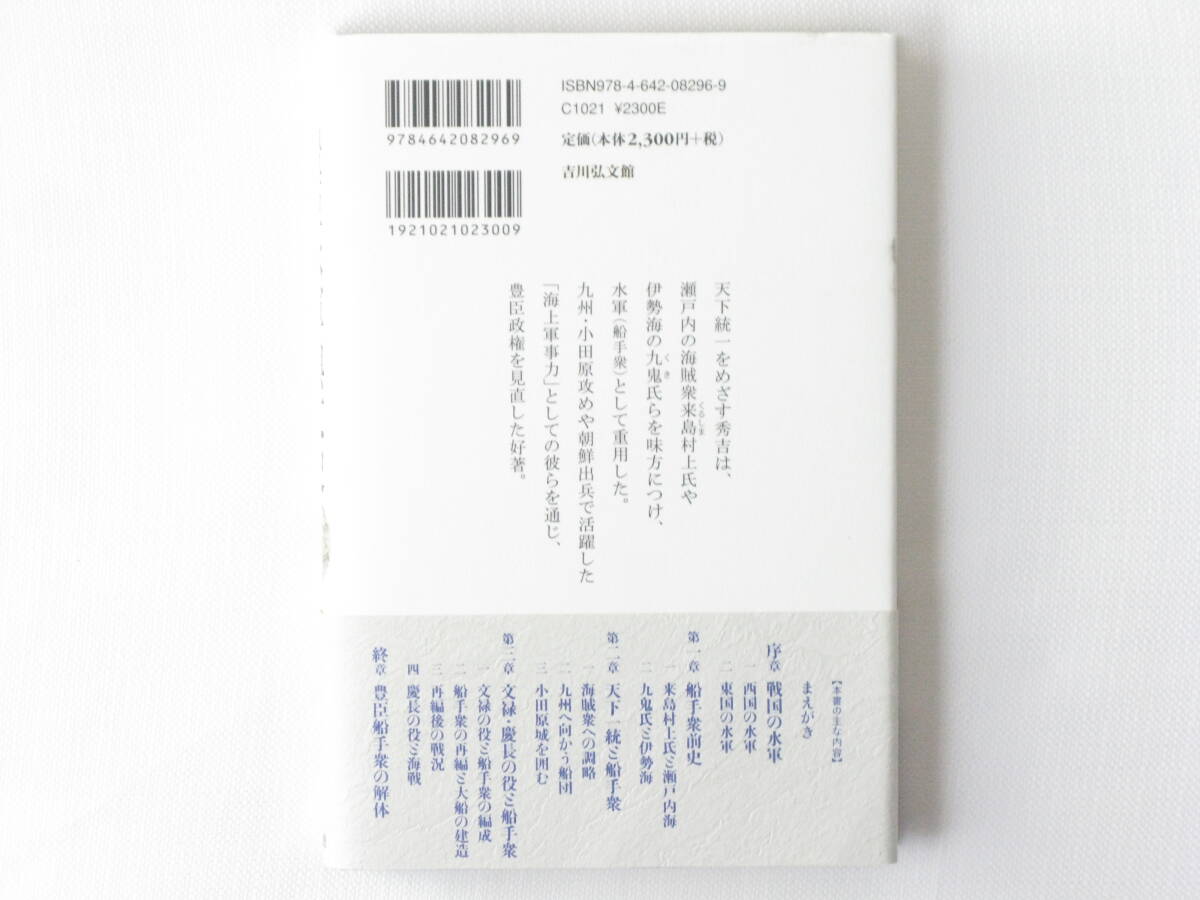 ISBN978-4-642-08296-9
C1021 ¥2300E
定価(本体2,300円+税)
吉川弘文館
9784642082969
1921021023009
天下統一をめざす秀吉は、
瀬戸内の海賊衆来島村上氏や
くるしま
伊勢海の九鬼氏らを味方につけ、
くき
水軍(船手衆)として重用した。
九州・小田原攻めや朝鮮出兵で活躍した
「海上軍事力」としての彼らを通じ、
豊臣政権を見直した好著。
【本書の主な内容】
まえがき
序章 戦国の水軍
一 西国の水軍
二 東国の水軍
第一章 船手衆前史
一 来島村上氏と瀬戸内海
二 九鬼氏と伊勢海
第二章 天下一統と船手衆
一 海賊衆への調略
二 九州へ向かう船団
三 小田原城を囲む
第三章 文禄・慶長の役と船手衆
一 文禄の役と船手衆の編成
二 船手衆の再編と大船の建造
三 再編後の戦況
四 慶長の役と海戦
終章 豊臣船手衆の解体